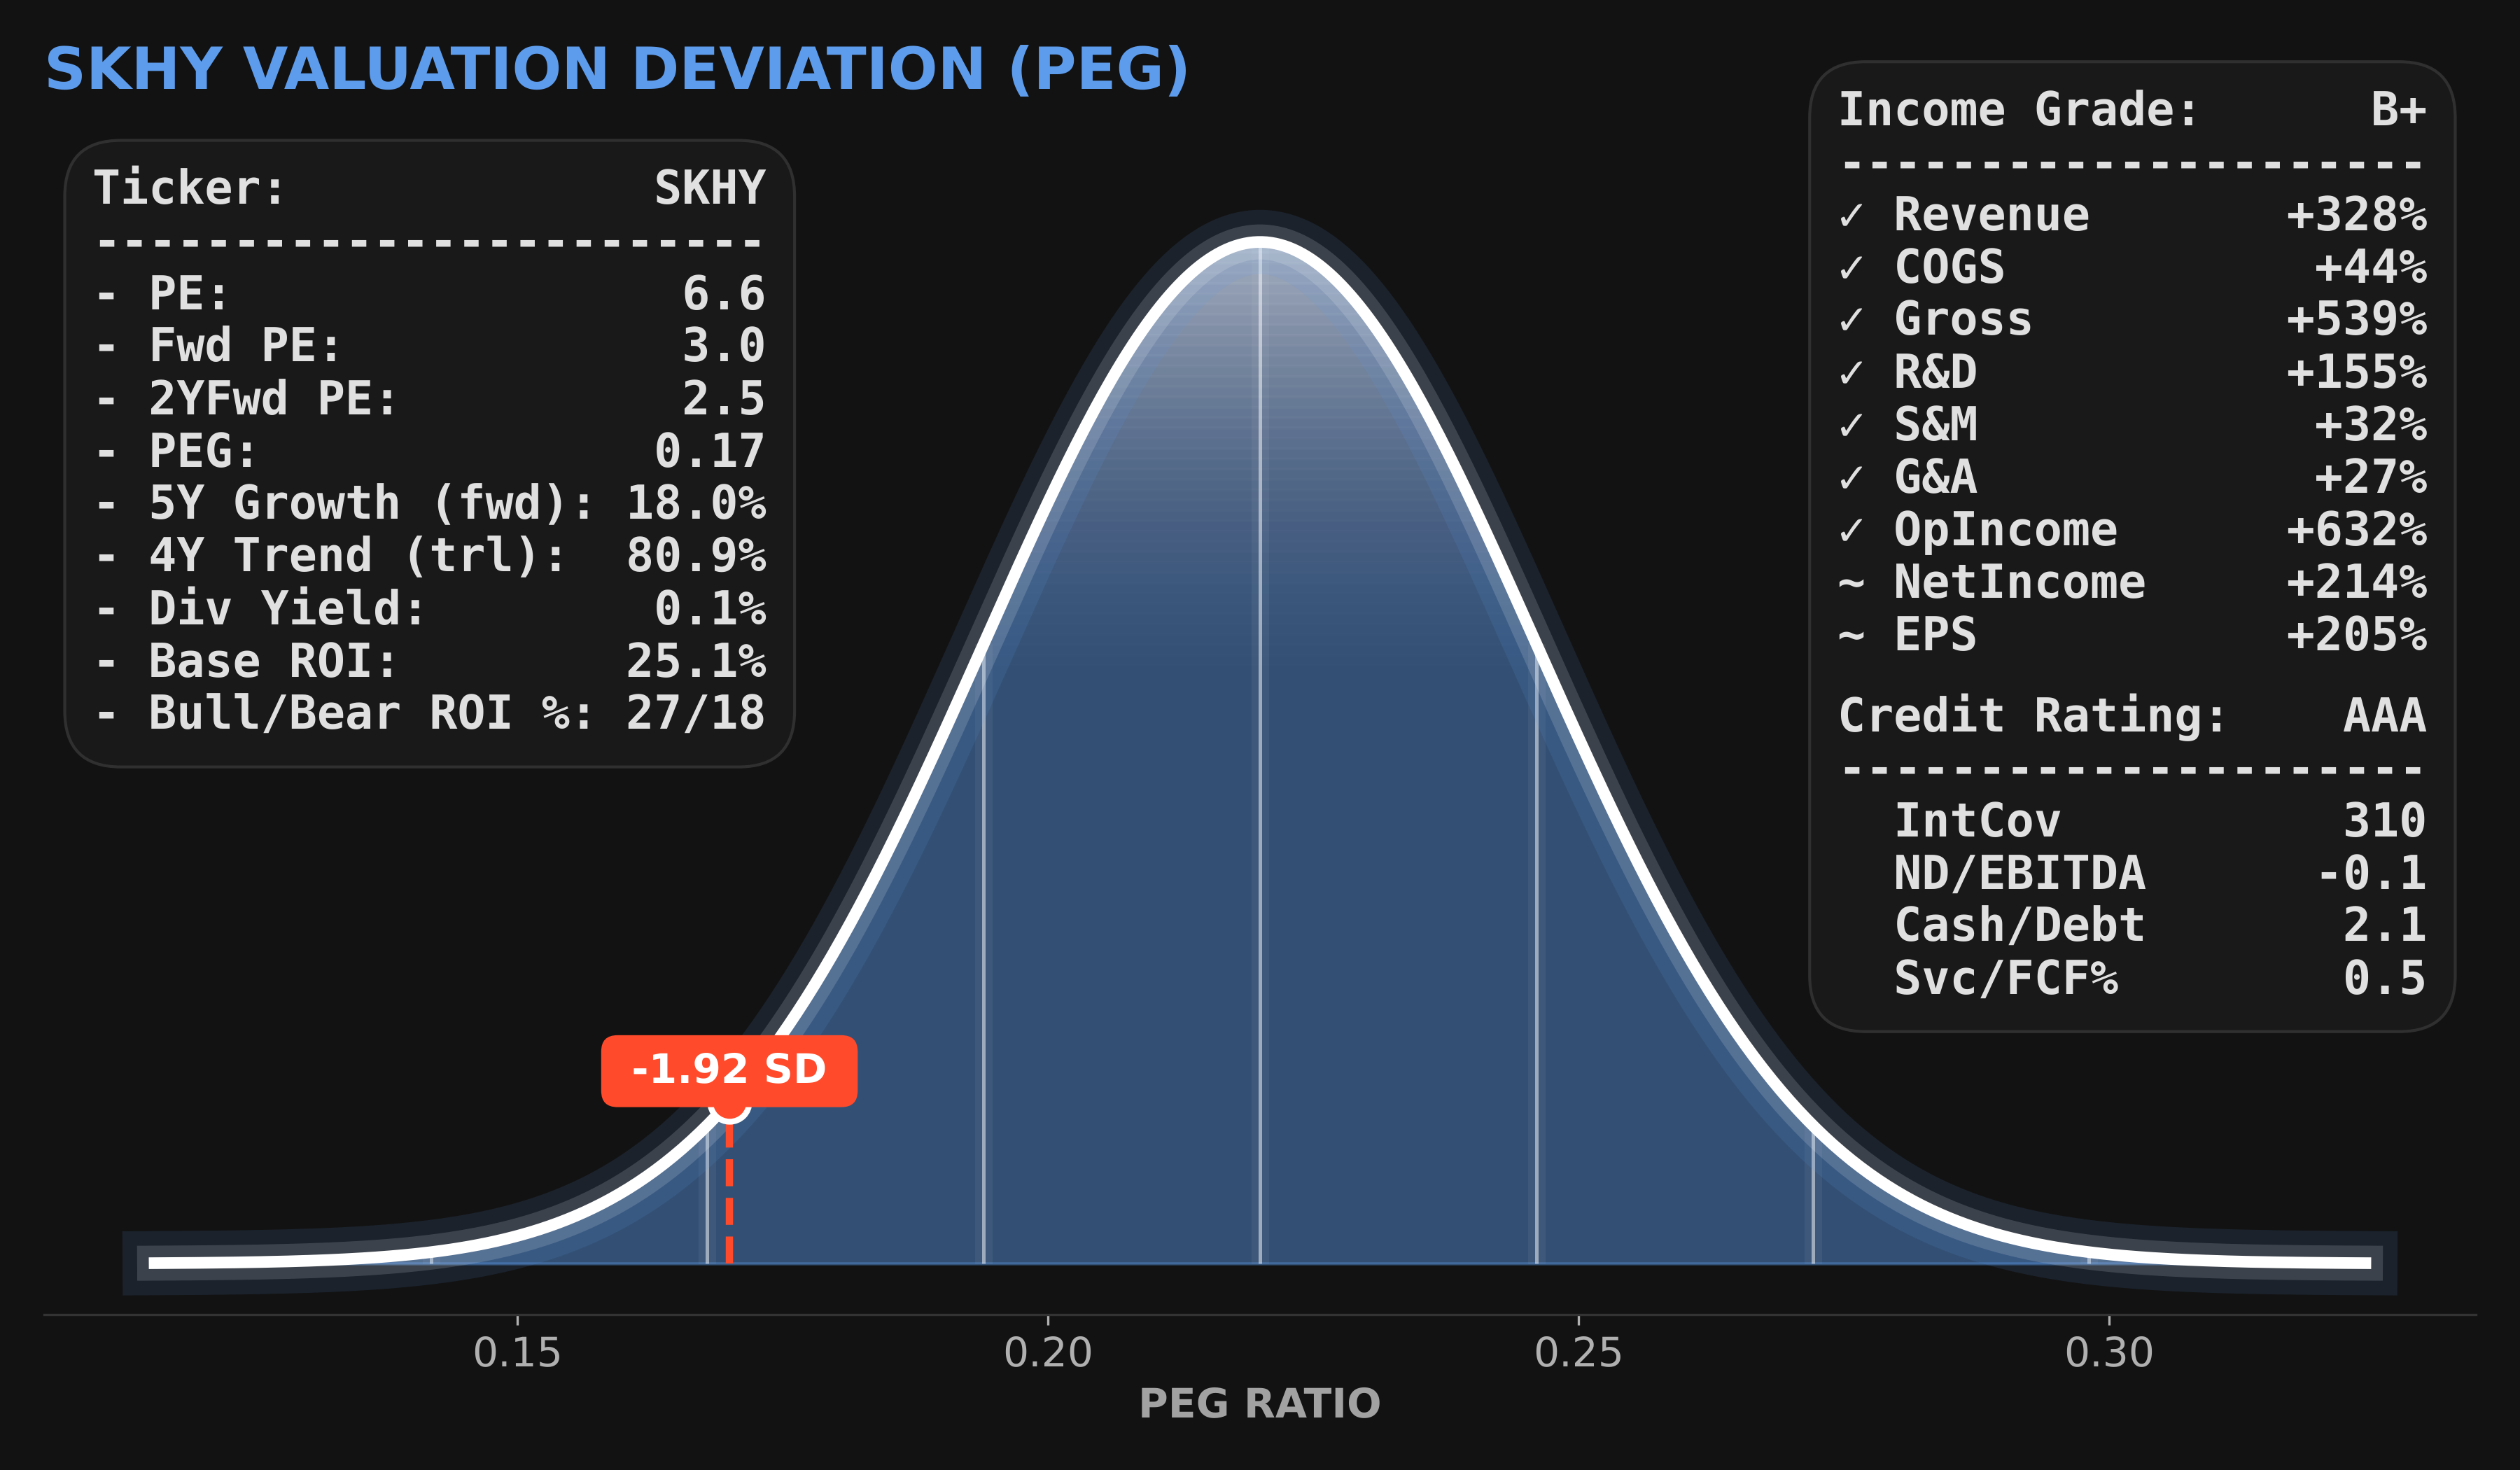 SKHY VALUATION DEVIATION (PEG)
Ticker: SKHY
--------------------------
- PE: 6.6
- Fwd PE: 3.0
- 2YFwd PE: 2.5
- PEG: 0.17
- 5Y Growth (fwd): 18.0%
- 4Y Trend (trl): 80.9%
- Div Yield: 0.1%
- Base ROI: 25.1%
- Bull/Bear ROI %: 27/18
Income Grade: B+
---------------------
✓ Revenue +328%
✓ COGS +44%
✓ Gross +539%
✓ R&D +155%
✓ S&M +32%
✓ G&A +27%
✓ OpIncome +632%
~ NetIncome +214%
~ EPS +205%
Credit Rating: AAA
---------------------
IntCov 310
ND/EBITDA -0.1
Cash/Debt 2.1
Svc/FCF% 0.5
-1.92 SD
0.15 0.20 0.25 0.30
PEG RATIO